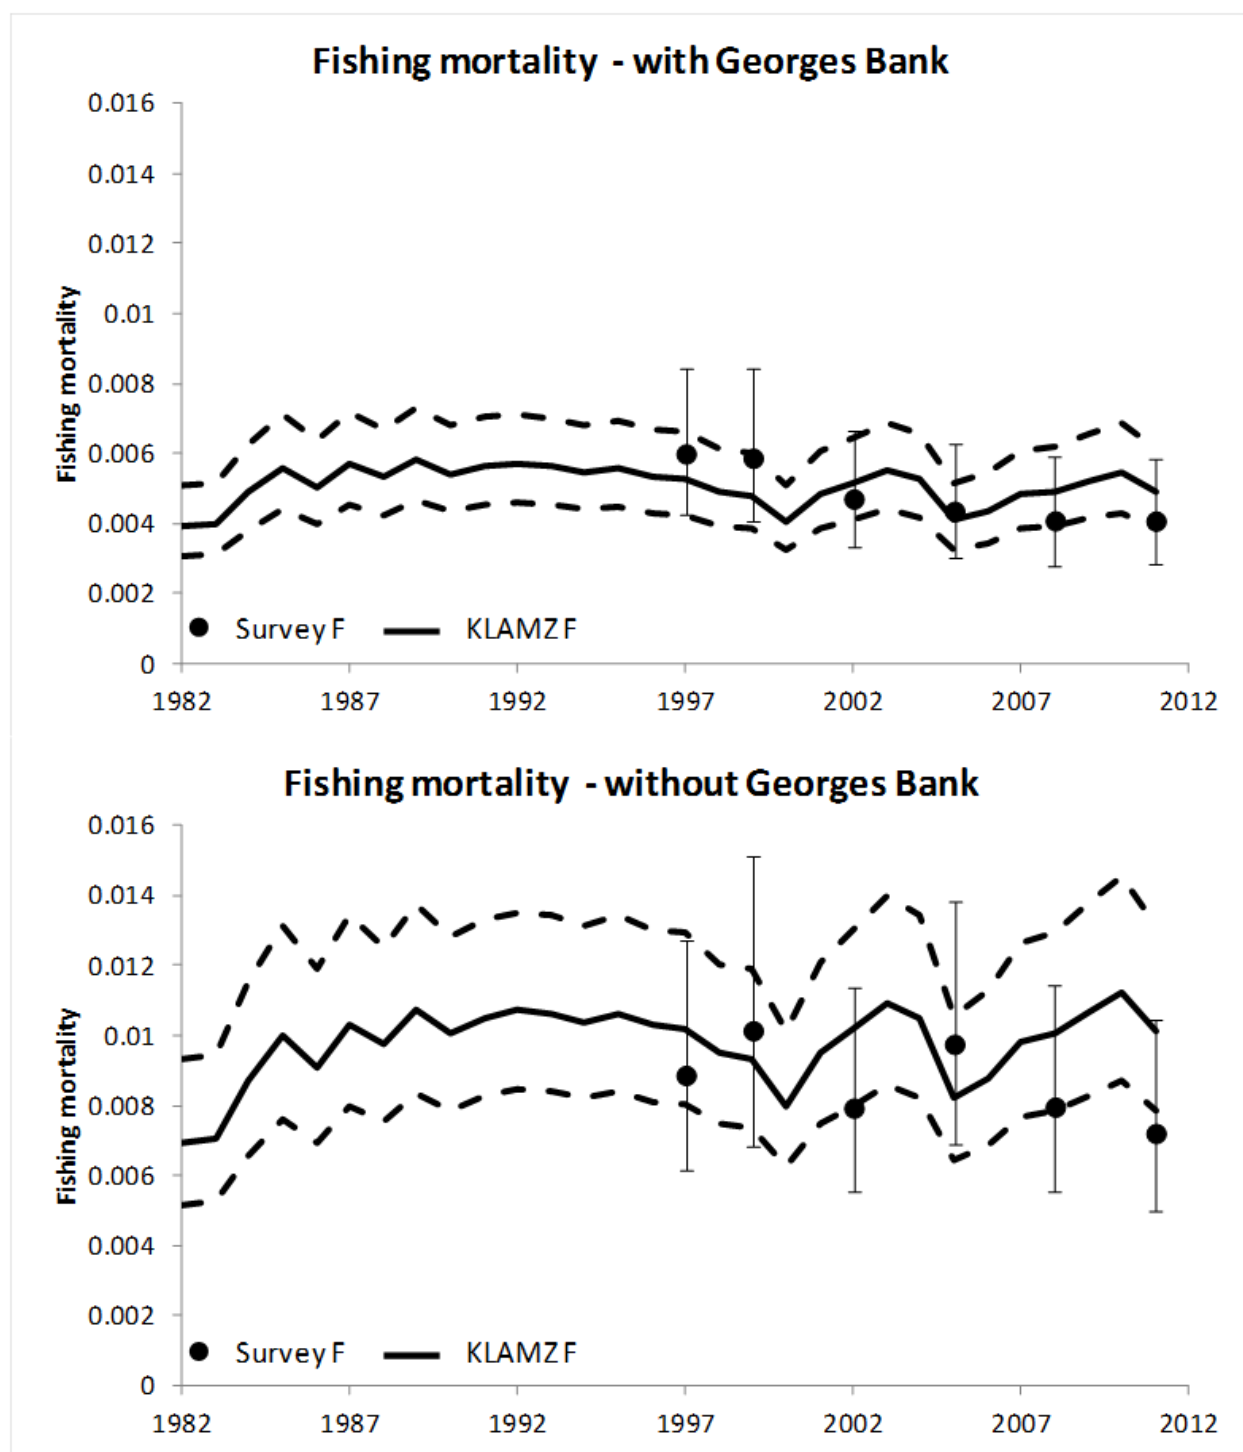 Fishing mortality - with Georges Bank
0.016
0.014
0.012
0.01
0.008
0.006
0.004
0.002
0
Fishing mortality
Survey F KLAMZ F
1982 1987 1992 1997 2002 2007 2012
Fishing mortality - without Georges Bank
0.016
0.014
0.012
0.01
0.008
0.006
0.004
0.002
0
Fishing mortality
Survey F KLAMZ F
1982 1987 1992 1997 2002 2007 2012